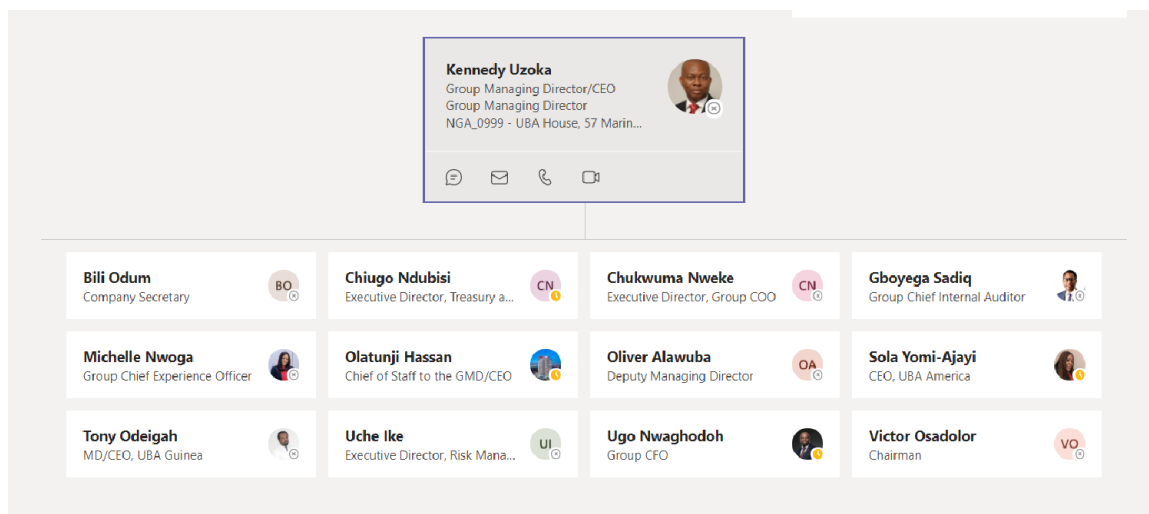 Kennedy Uzoka
Group Managing Director/CEO
Group Managing Director
NGA_0999 - UBA House, 57 Marin...
Bili Odum
Company Secretary
BO
Chiugo Ndubisi
Executive Director, Treasury a...
CN
Chukwuma Nweke
Executive Director, Group COO
CN
Gboyega Sadiq
Group Chief Internal Auditor
Michelle Nwoga
Group Chief Experience Officer
Olatunji Hassan
Chief of Staff to the GMD/CEO
Oliver Alawuba
Deputy Managing Director
OA
Sola Yomi-Ajayi
CEO, UBA America
Tony Odeigah
MD/CEO, UBA Guinea
Uche Ike
Executive Director, Risk Mana...
UI
Ugo Nwaghodoh
Group CFO
Victor Osadolor
Chairman
VO